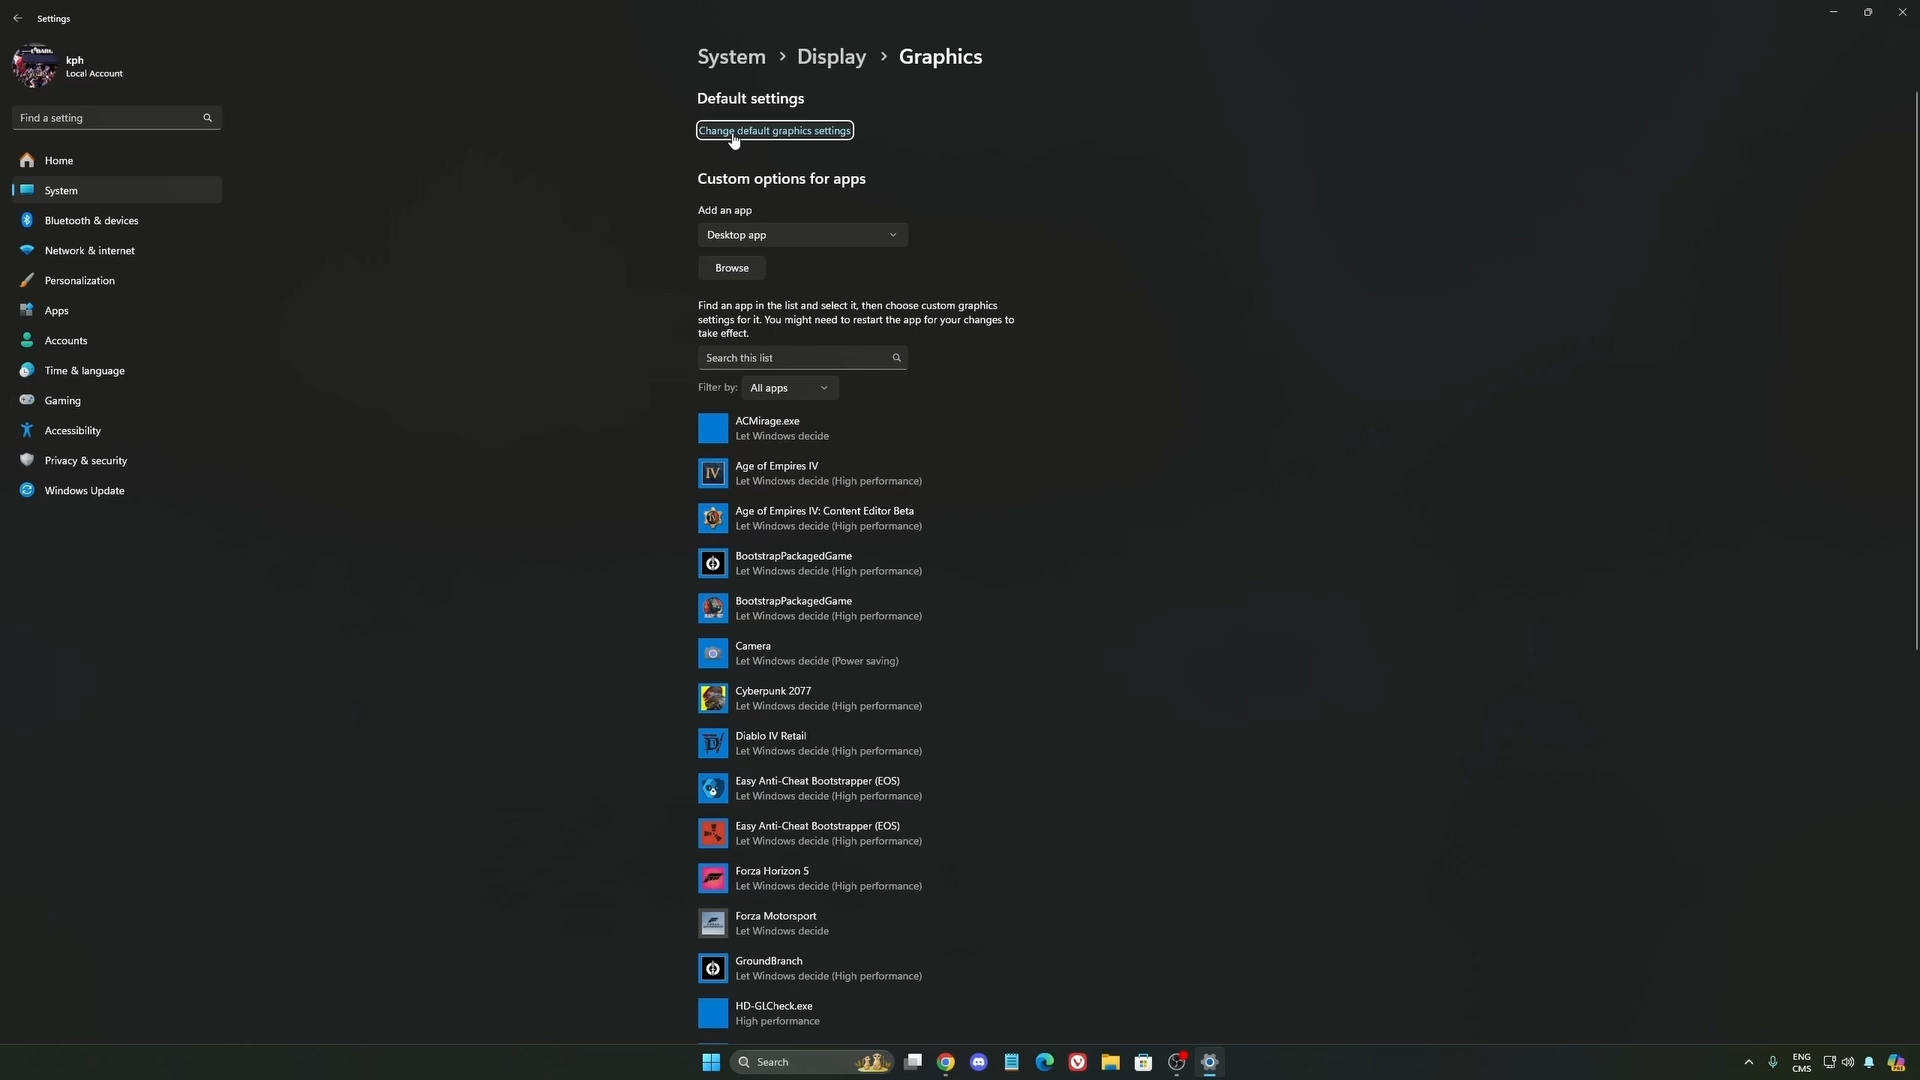 Settings
kph
Local Account
Find a setting
Home
System
Bluetooth & devices
Network & internet
Personalization
Apps
Accounts
Time & language
Gaming
Accessibility
Privacy & security
Windows Update
System > Display > Graphics
Default settings
Change default graphics settings
Custom options for apps
Add an app
Desktop app
Browse
Find an app in the list and select it, then choose custom graphics
settings for it. You might need to restart the app for your changes to
take effect.
Search this list
Filter by: All apps
ACMirage.exe
Let Windows decide
Age of Empires IV
Let Windows decide (High performance)
Age of Empires IV: Content Editor Beta
Let Windows decide (High performance)
BootstrapPackagedGame
Let Windows decide (High performance)
BootstrapPackagedGame
Let Windows decide (High performance)
Camera
Let Windows decide (Power saving)
Cyberpunk 2077
Let Windows decide (High performance)
Diablo IV Retail
Let Windows decide (High performance)
Easy Anti-Cheat Bootstrapper (EOS)
Let Windows decide (High performance)
Easy Anti-Cheat Bootstrapper (EOS)
Let Windows decide (High performance)
Forza Horizon 5
Let Windows decide (High performance)
Forza Motorsport
Let Windows decide
GroundBranch
Let Windows decide (High performance)
HD-GLCheck.exe
High performance
Search
ENG
CMS